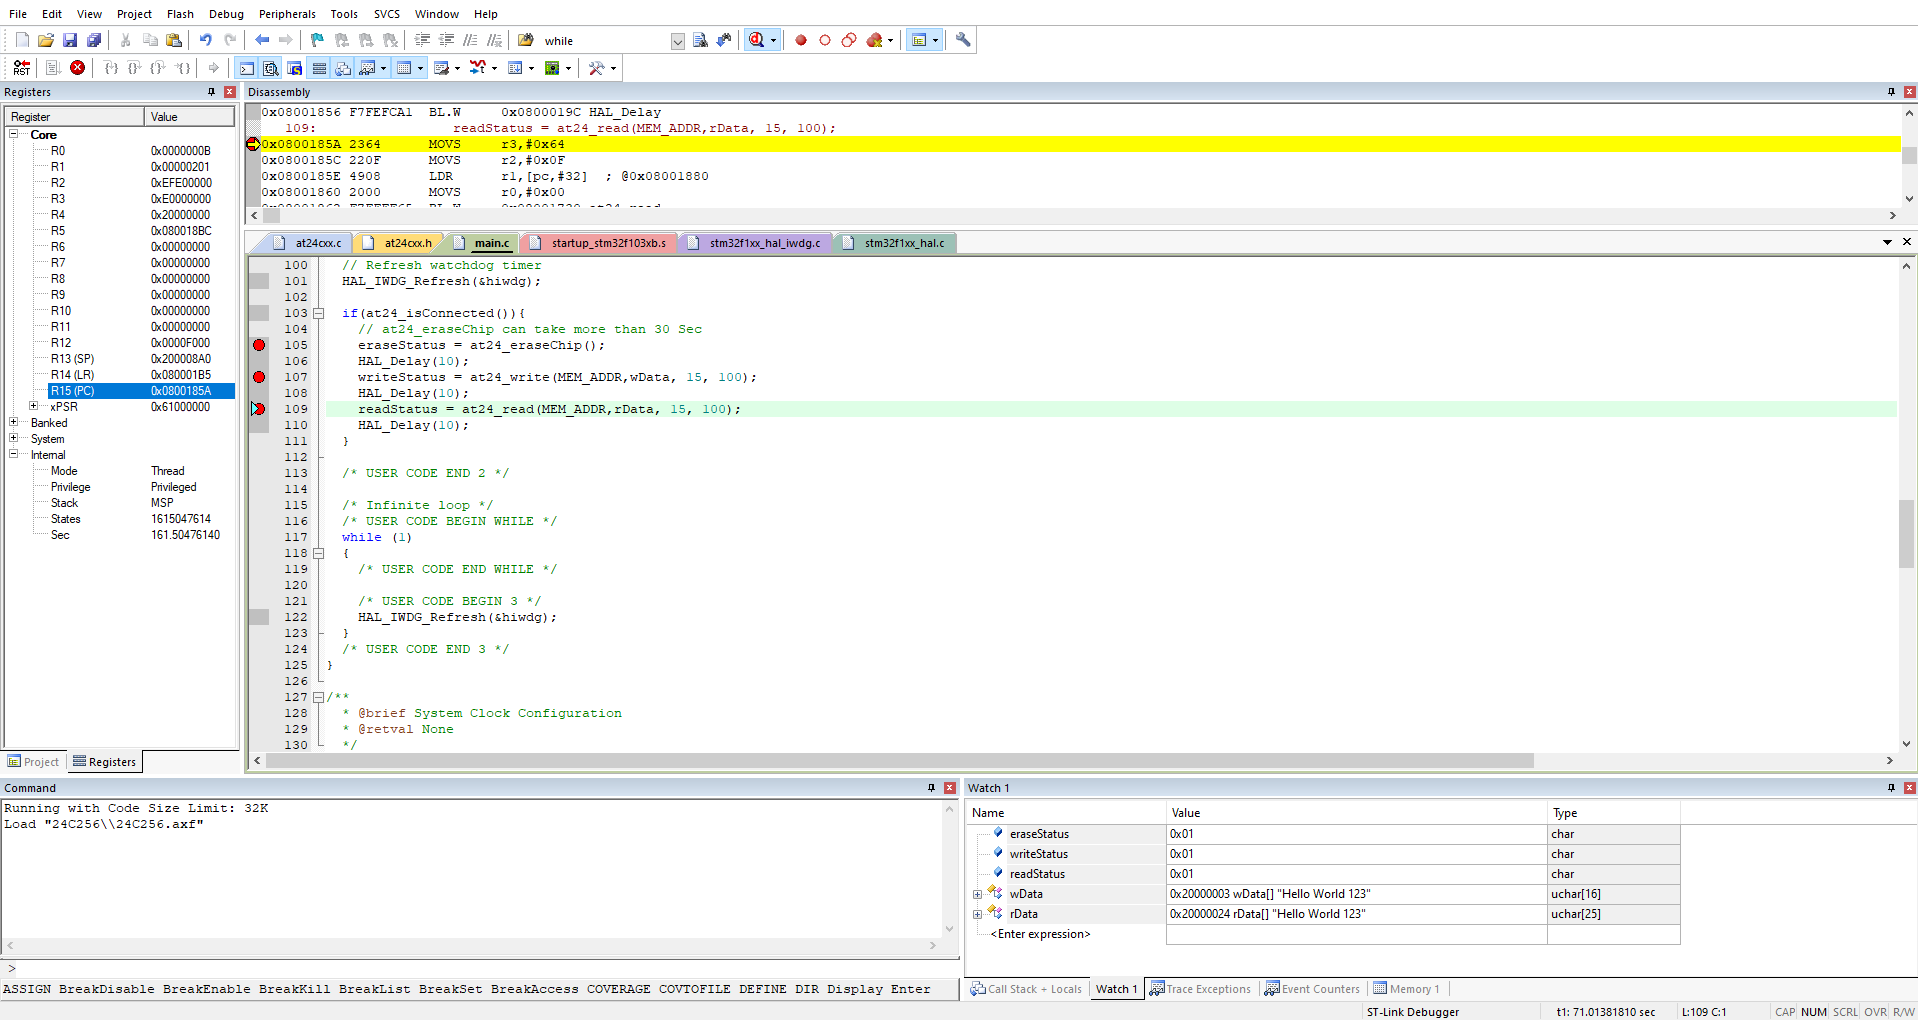 File Edit View Project Flash Debug Peripherals Tools SVCS Window Help
while
RST
Registers
Register Value
Core
R0 0x0000000B
R1 0x00000201
R2 0xEFE00000
R3 0xE0000000
R4 0x20000000
R5 0x080018BC
R6 0x00000000
R7 0x00000000
R8 0x00000000
R9 0x00000000
R10 0x00000000
R11 0x00000000
R12 0x0000F000
R13 (SP) 0x200008A0
R14 (LR) 0x080001B5
R15 (PC) 0x0800185A
xPSR 0x61000000
Banked
System
Internal
Mode Thread
Privilege Privileged
Stack MSP
States 1615047614
Sec 161.50476140
Project Registers
Disassembly
0x08001856 F7FEFCA1 BL.W 0x0800019C HAL_Delay
109: readStatus = at24_read(MEM_ADDR,rData, 15, 100);
0x0800185A 2364 MOVS r3,#0x64
0x0800185C 220F MOVS r2,#0x0F
0x0800185E 4908 LDR r1,[pc,#32] ; @0x08001880
0x08001860 2000 MOVS r0,#0x00
at24cxx.c at24cxx.h main.c startup_stm32f103xb.s stm32f1xx_hal_iwdg.c stm32f1xx_hal.c
100 // Refresh watchdog timer
101 HAL_IWDG_Refresh(&hiwdg);
102
103 if(at24_isConnected()){
104 // at24_eraseChip can take more than 30 Sec
105 eraseStatus = at24_eraseChip();
106 HAL_Delay(10);
107 writeStatus = at24_write(MEM_ADDR,wData, 15, 100);
108 HAL_Delay(10);
109 readStatus = at24_read(MEM_ADDR,rData, 15, 100);
110 HAL_Delay(10);
111 }
112
113 /* USER CODE END 2 */
114
115 /* Infinite loop */
116 /* USER CODE BEGIN WHILE */
117 while (1)
118 {
119 /* USER CODE END WHILE */
120
121 /* USER CODE BEGIN 3 */
122 HAL_IWDG_Refresh(&hiwdg);
123 }
124 /* USER CODE END 3 */
125 }
126
127 /**
128 * @brief System Clock Configuration
129 * @retval None
130 */
Command
Running with Code Size Limit: 32K
Load "24C256\\24C256.axf"
>
ASSIGN BreakDisable BreakEnable BreakKill BreakList BreakSet BreakAccess COVERAGE COVTOFILE DEFINE DIR Display Enter
Watch 1
Name Value Type
eraseStatus 0x01 char
writeStatus 0x01 char
readStatus 0x01 char
wData 0x20000003 wData[] "Hello World 123" uchar[16]
rData 0x20000024 rData[] "Hello World 123" uchar[25]
<Enter expression>
Call Stack + Locals Watch 1 Trace Exceptions Event Counters Memory 1
ST-Link Debugger t1: 71.01381810 sec L:109 C:1 CAP NUM SCRL OVR R/W